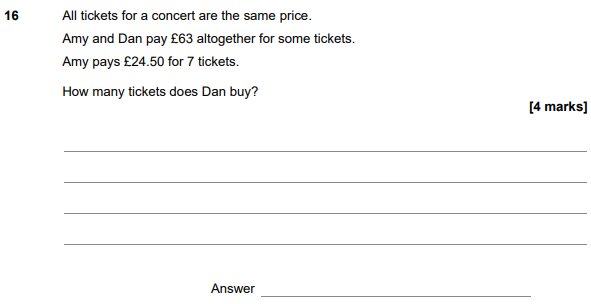 16 All tickets for a concert are the same price.
Amy and Dan pay £63 altogether for some tickets.
Amy pays £24.50 for 7 tickets.
How many tickets does Dan buy?
[4 marks]
Answer